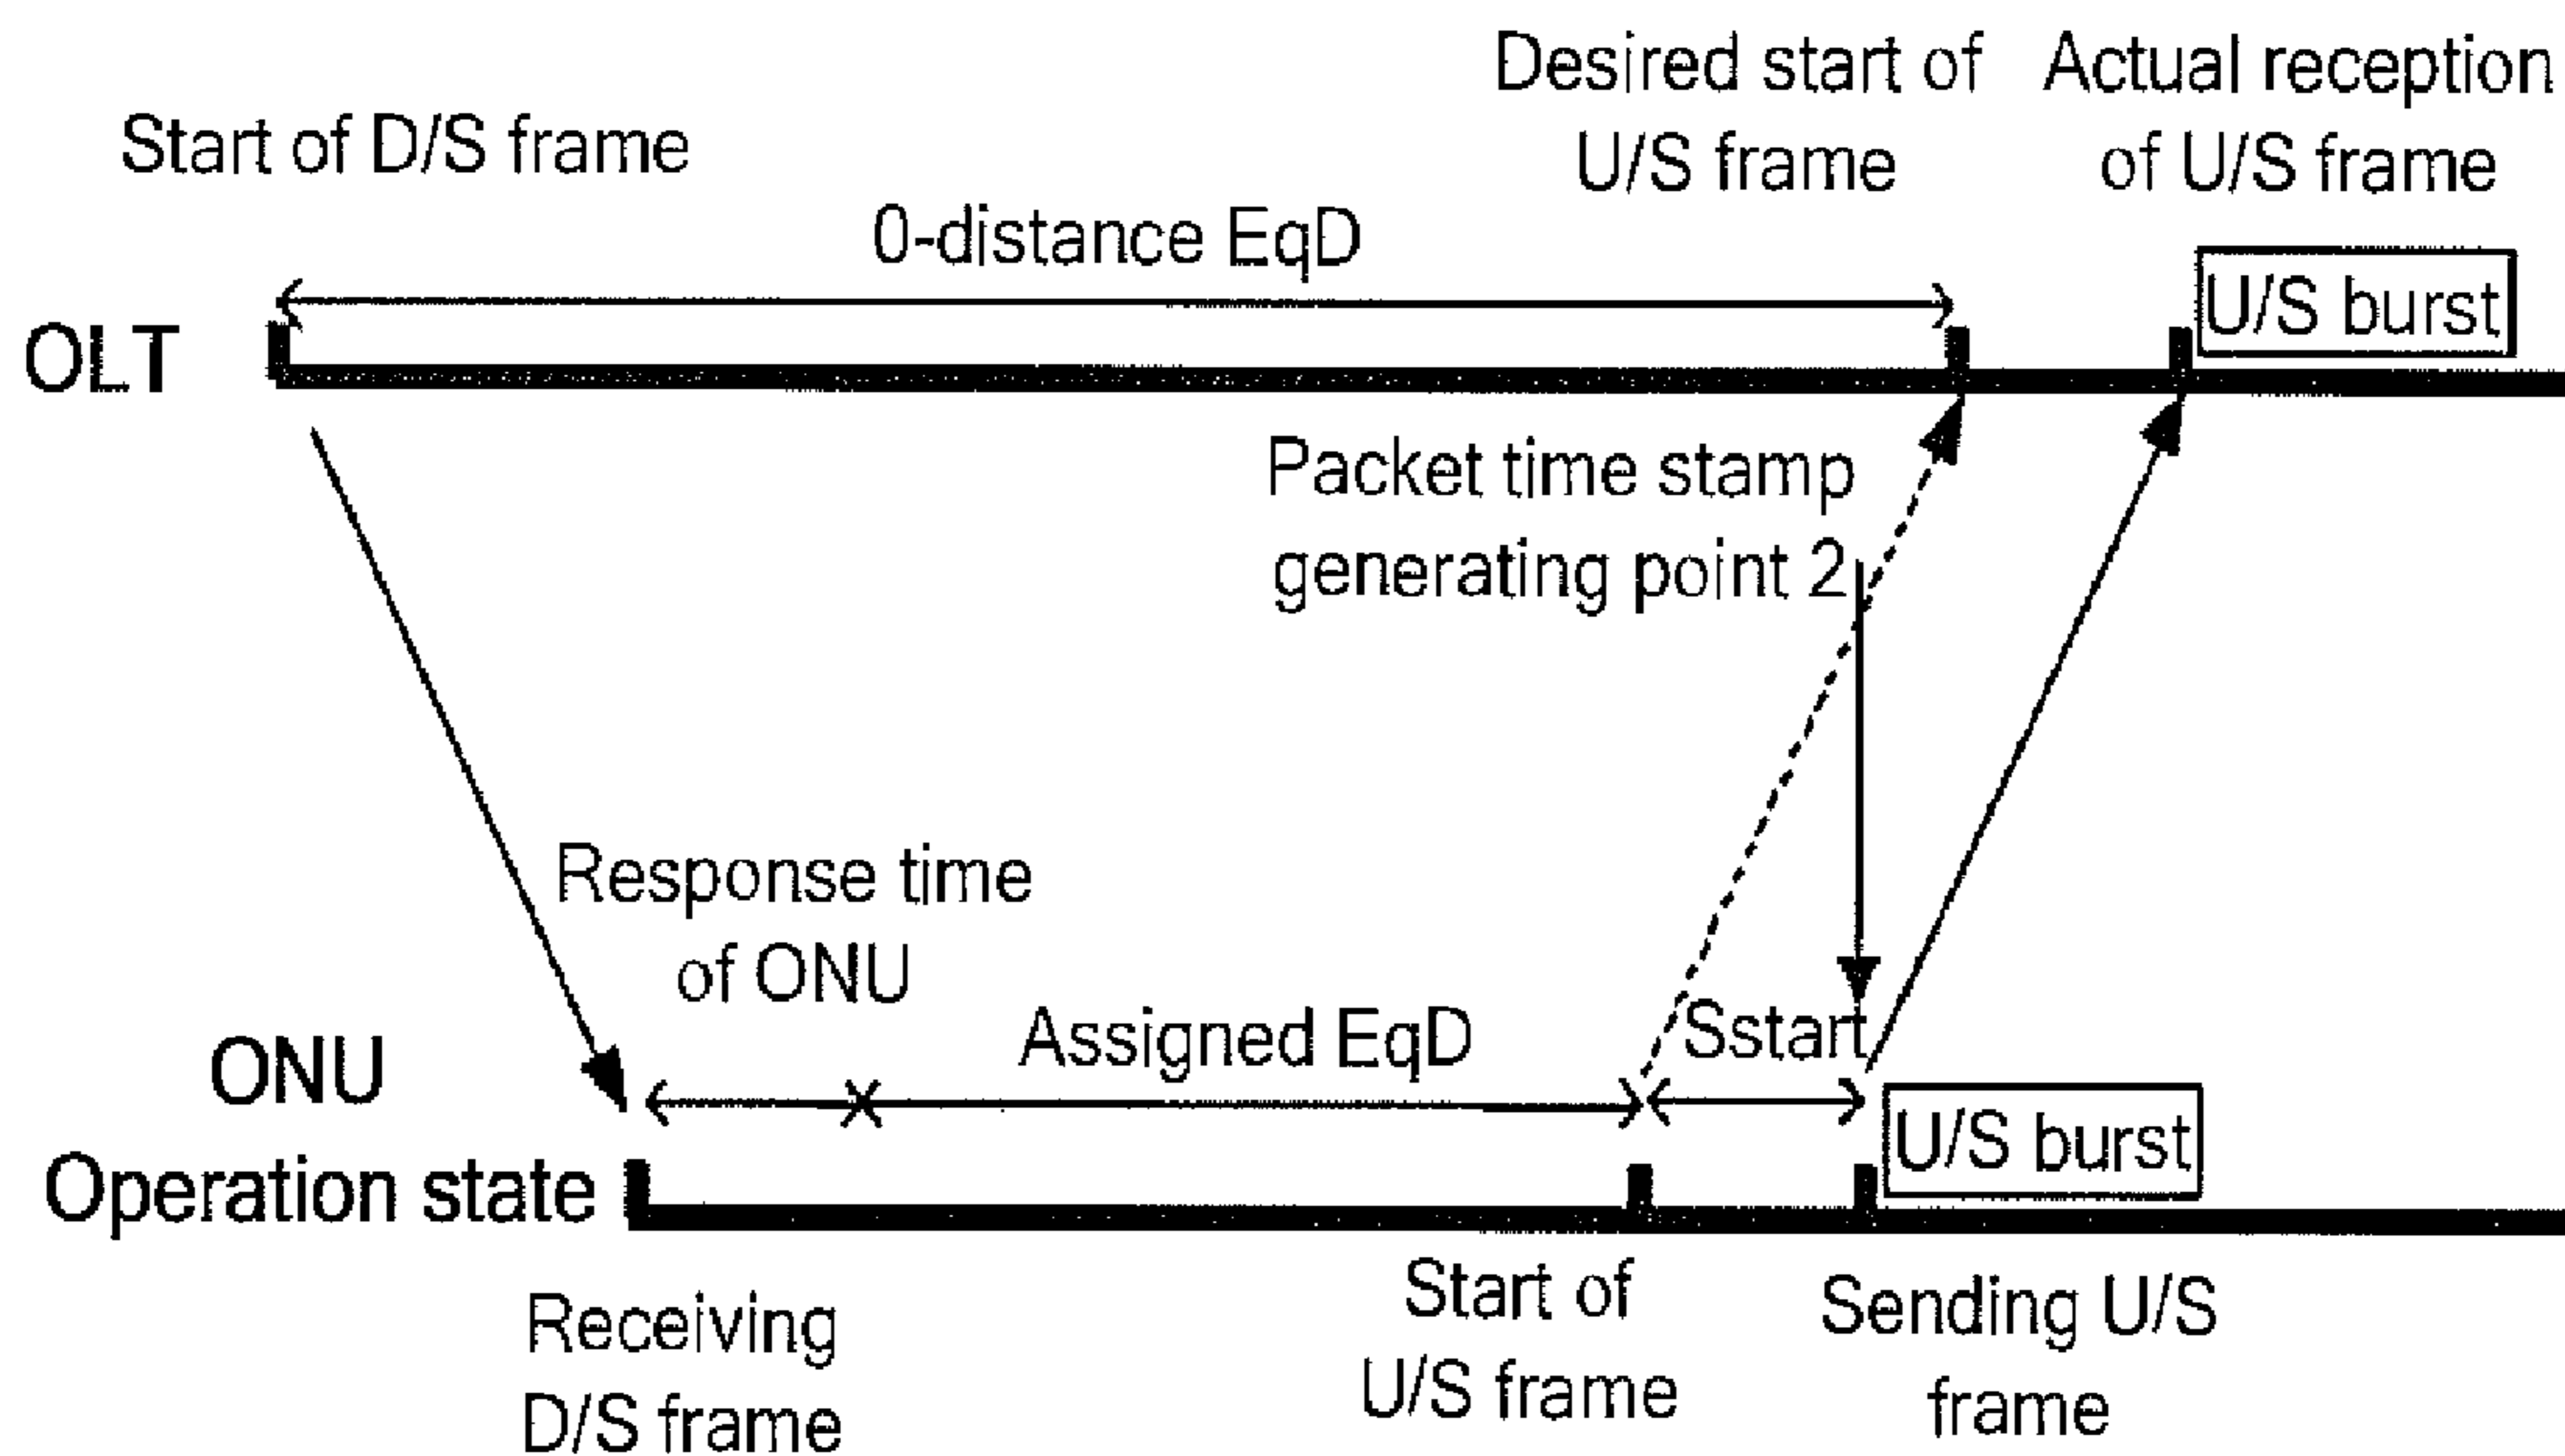 Start of D/S frame
Desired start of
U/S frame
Actual reception
of U/S frame
0-distance EqD
OLT
U/S burst
Packet time stamp
generating point 2
Response time
of ONU
ONU
Assigned EqD
Sstart
Operation state
U/S burst
Receiving
D/S frame
Start of
U/S frame
Sending U/S
frame